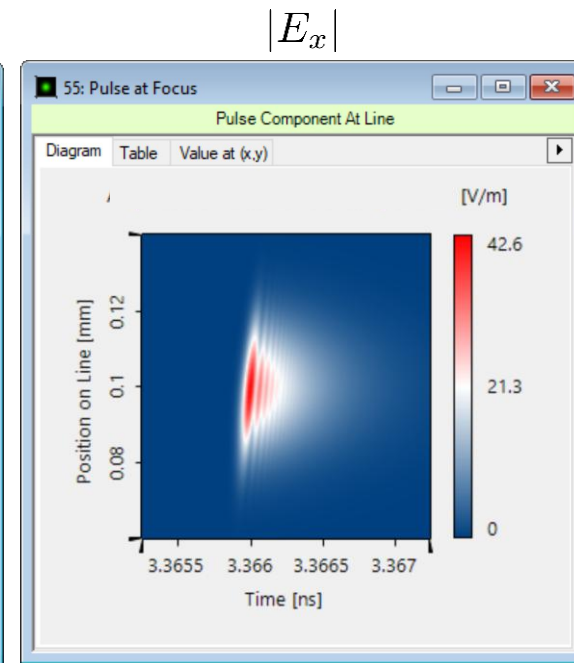 |Eₓ|
55: Pulse at Focus
Pulse Component At Line
Diagram Table Value at (x,y)
[V/m]
42.6
21.3
0
Position on Line [mm]
0.12
0.1
0.08
3.3655 3.366 3.3665 3.367
Time [ns]